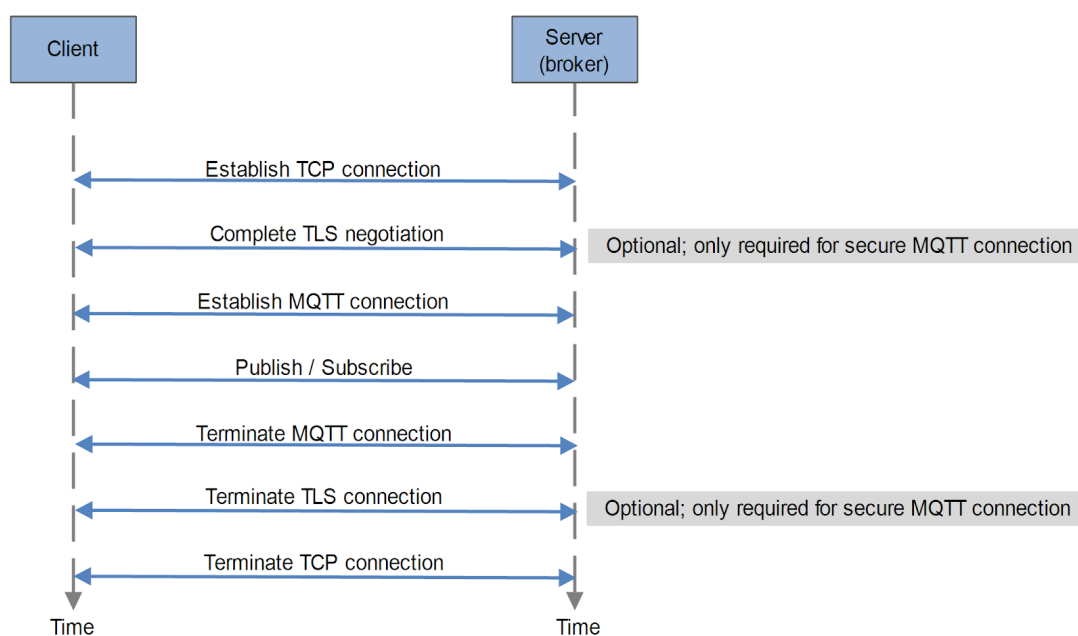 Client
Server
(broker)
Establish TCP connection
Complete TLS negotiation
Optional; only required for secure MQTT connection
Establish MQTT connection
Publish / Subscribe
Terminate MQTT connection
Terminate TLS connection
Optional; only required for secure MQTT connection
Terminate TCP connection
Time
Time